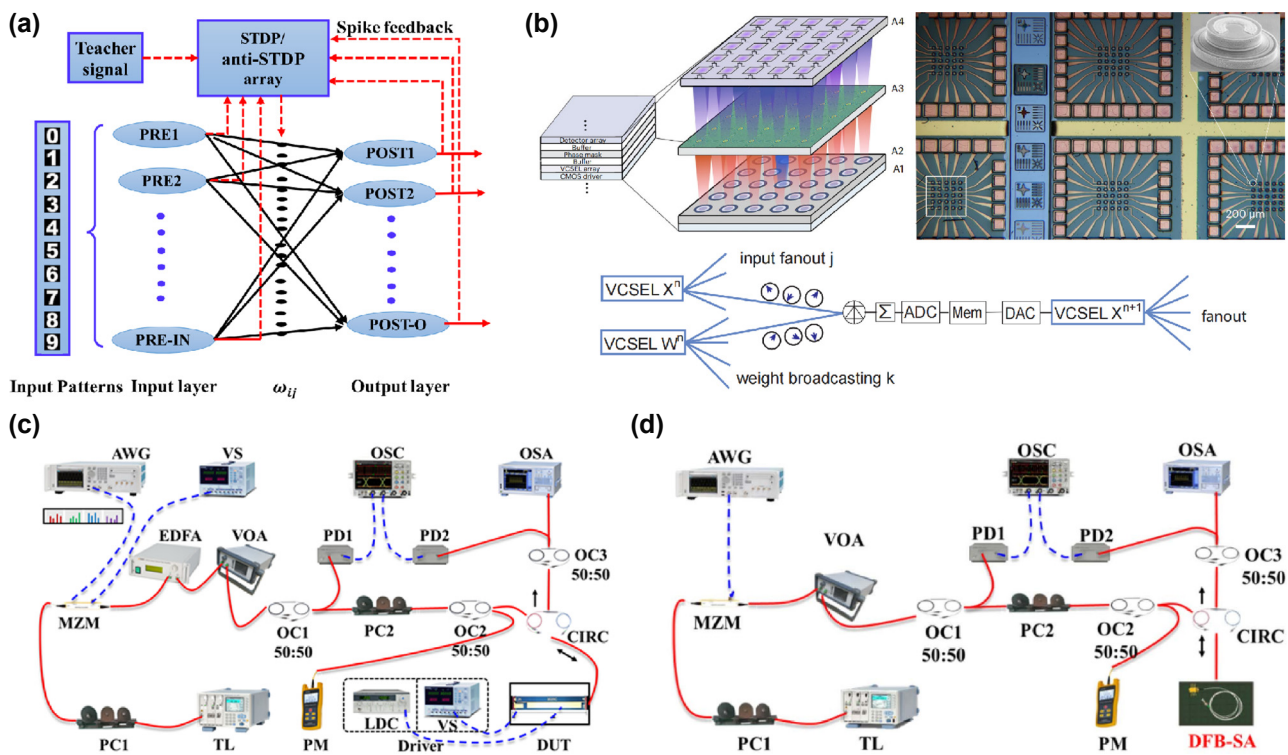 (a)
Spike feedback
Teacher
signal
STDP/
anti-STDP
array
0
1
2
3
4
5
6
7
8
9
PRE1
PRE2
PRE-IN
POST1
POST2
POST-O
Input Patterns
Input layer
ω_ij
Output layer
(b)
Detector array
Buffer
Phase mask
Buffer
VCSEL array
CMOS driver
A4
A3
A2
A1
200 μm
input fanout j
VCSEL Xⁿ
VCSEL Wⁿ
weight broadcasting k
Σ
ADC
Mem
DAC
VCSEL Xⁿ⁺¹
fanout
(c)
AWG
VS
OSC
OSA
EDFA
VOA
PD1
PD2
OC3
50:50
MZM
OC1
50:50
PC2
OC2
50:50
CIRC
PC1
TL
PM
LDC
VS
Driver
DUT
(d)
AWG
OSC
OSA
VOA
PD1
PD2
OC3
50:50
MZM
OC1
50:50
PC2
OC2
50:50
CIRC
PC1
TL
PM
DFB-SA